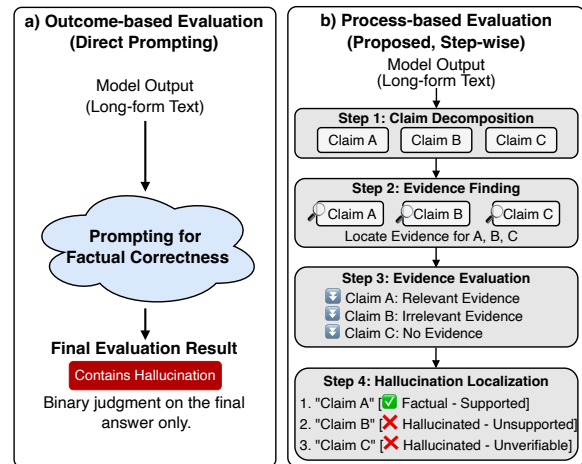 a) Outcome-based Evaluation
(Direct Prompting)
Model Output
(Long-form Text)
Prompting for
Factual Correctness
Final Evaluation Result
Contains Hallucination
Binary judgment on the final
answer only.
b) Process-based Evaluation
(Proposed, Step-wise)
Model Output
(Long-form Text)
Step 1: Claim Decomposition
Claim A Claim B Claim C
Step 2: Evidence Finding
Claim A Claim B Claim C
Locate Evidence for A, B, C
Step 3: Evidence Evaluation
Claim A: Relevant Evidence
Claim B: Irrelevant Evidence
Claim C: No Evidence
Step 4: Hallucination Localization
1. "Claim A" [✅ Factual - Supported]
2. "Claim B" [❌ Hallucinated - Unsupported]
3. "Claim C" [❌ Hallucinated - Unverifiable]